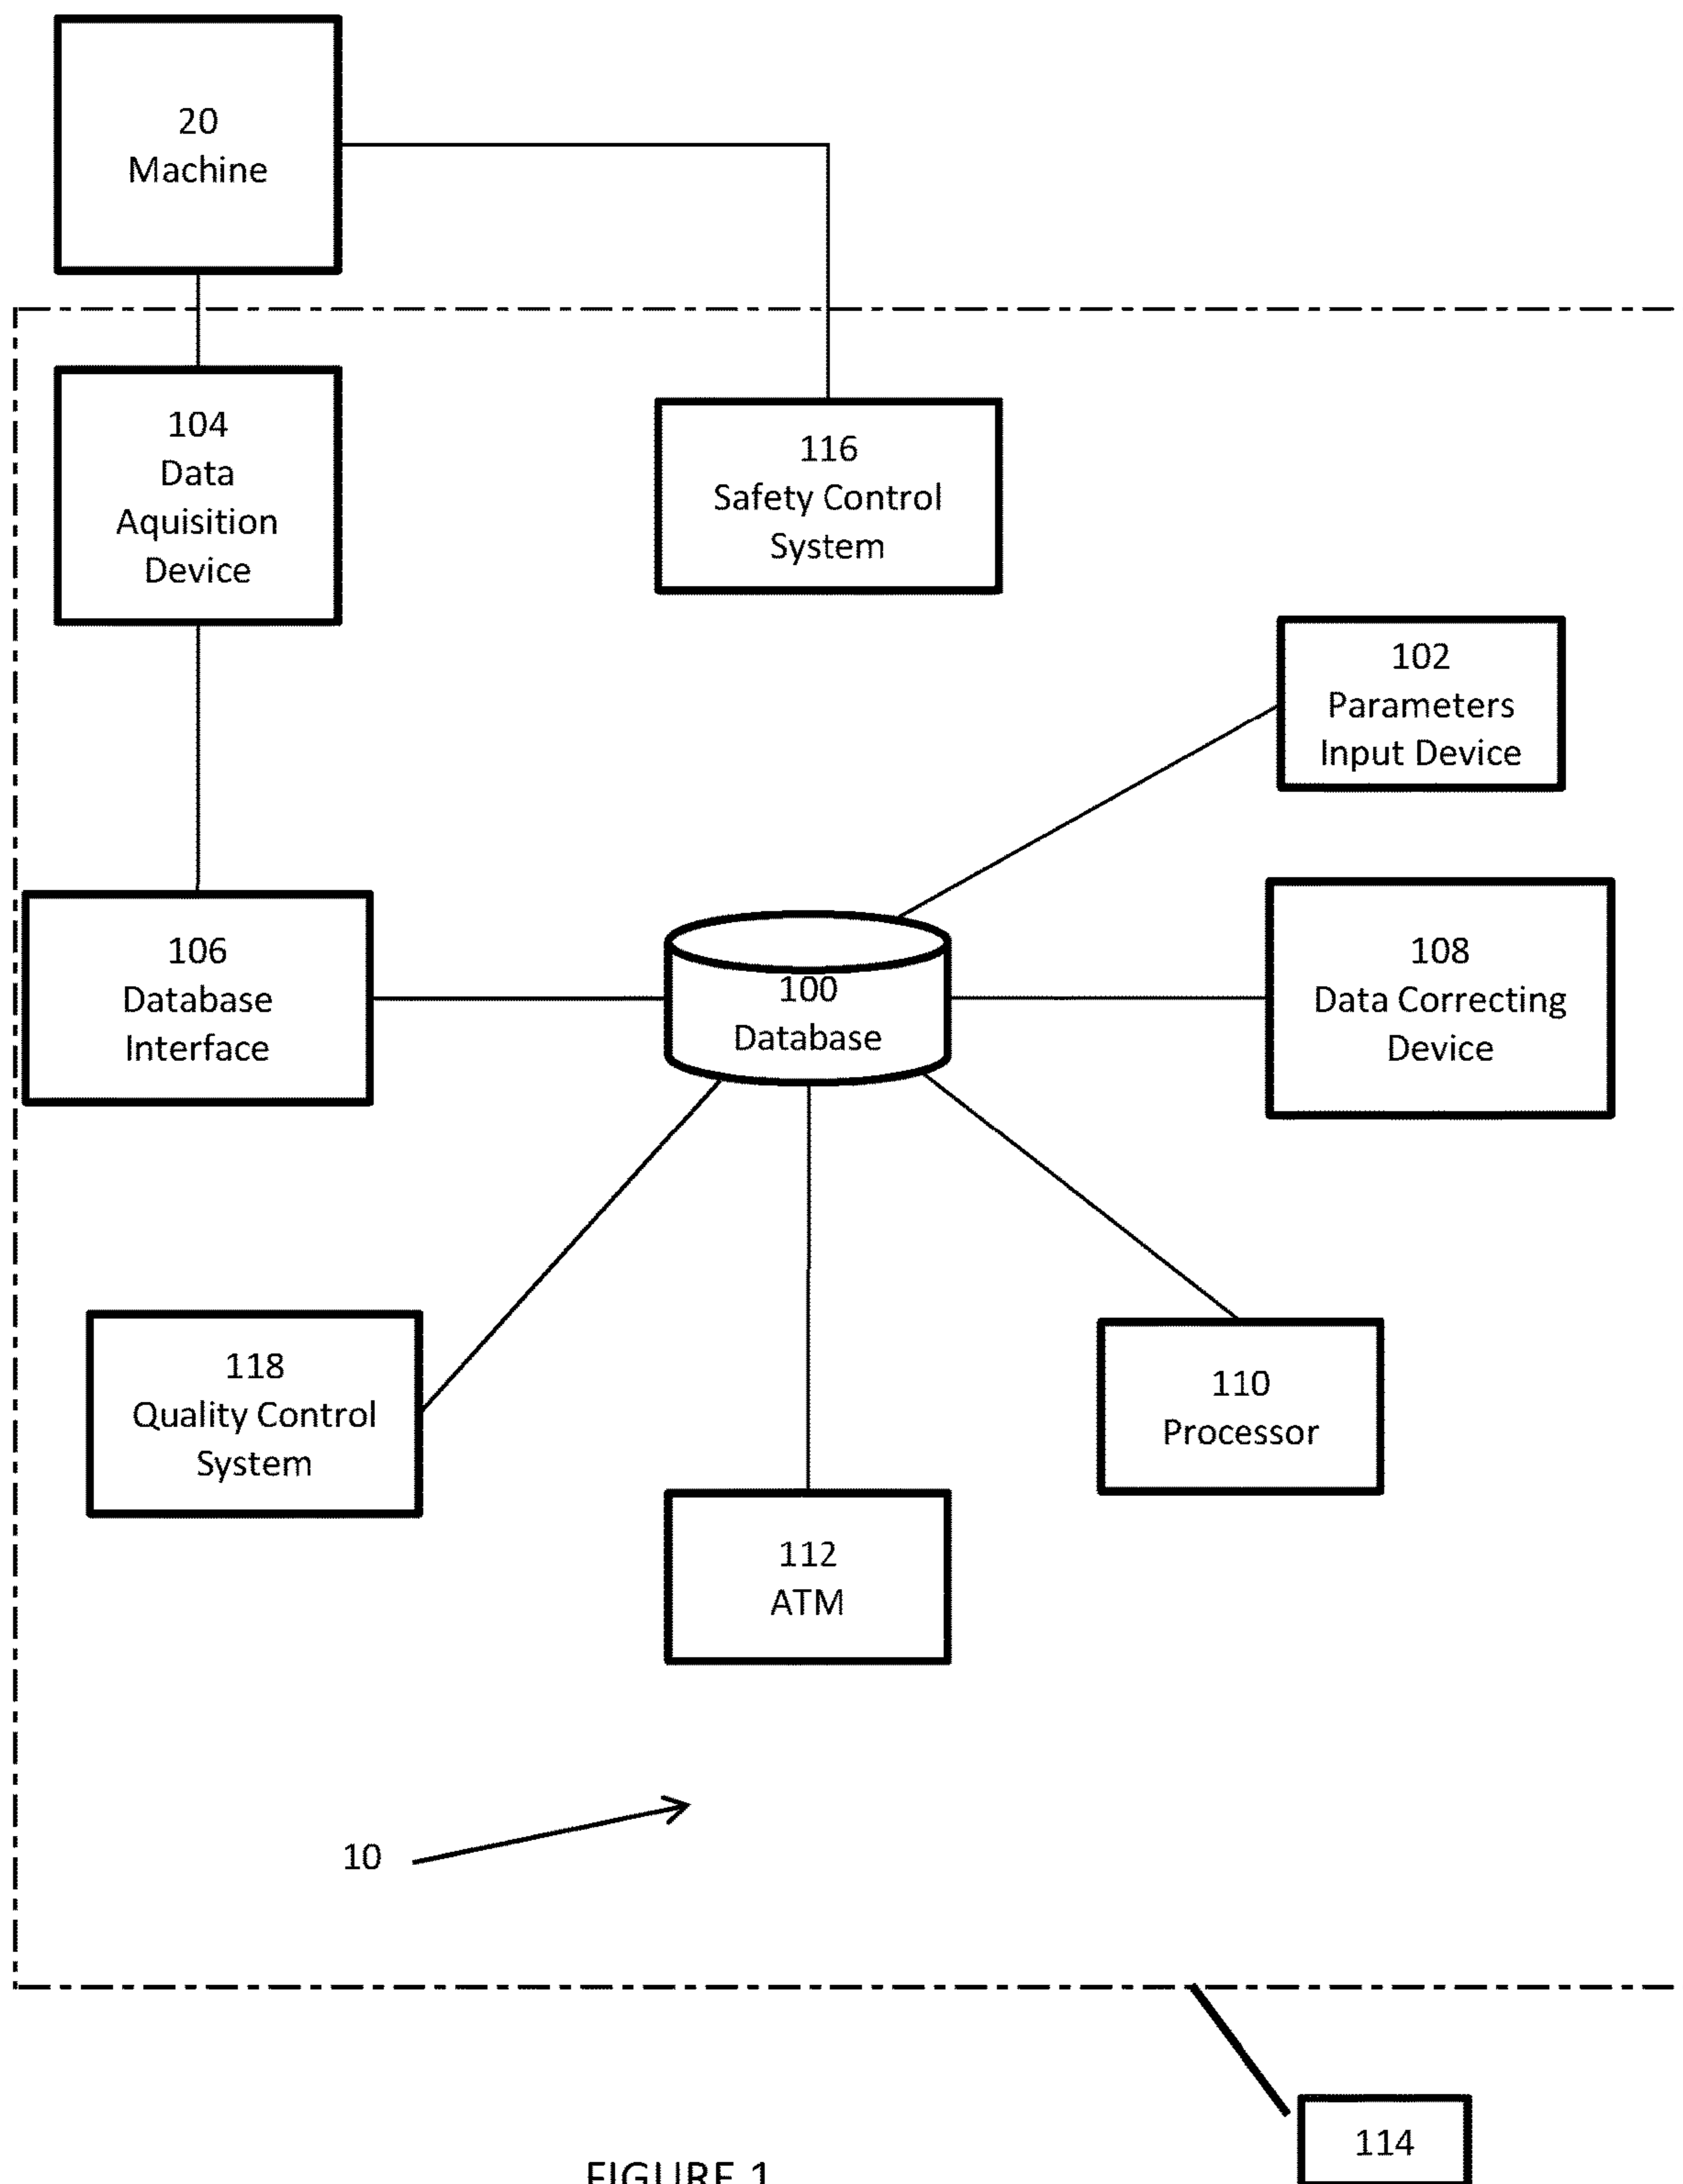 20
Machine
104
Data
Aquisition
Device
116
Safety Control
System
102
Parameters
Input Device
106
Database
Interface
100
Database
108
Data Correcting
Device
118
Quality Control
System
110
Processor
112
ATM
10
114
FIGURE 1